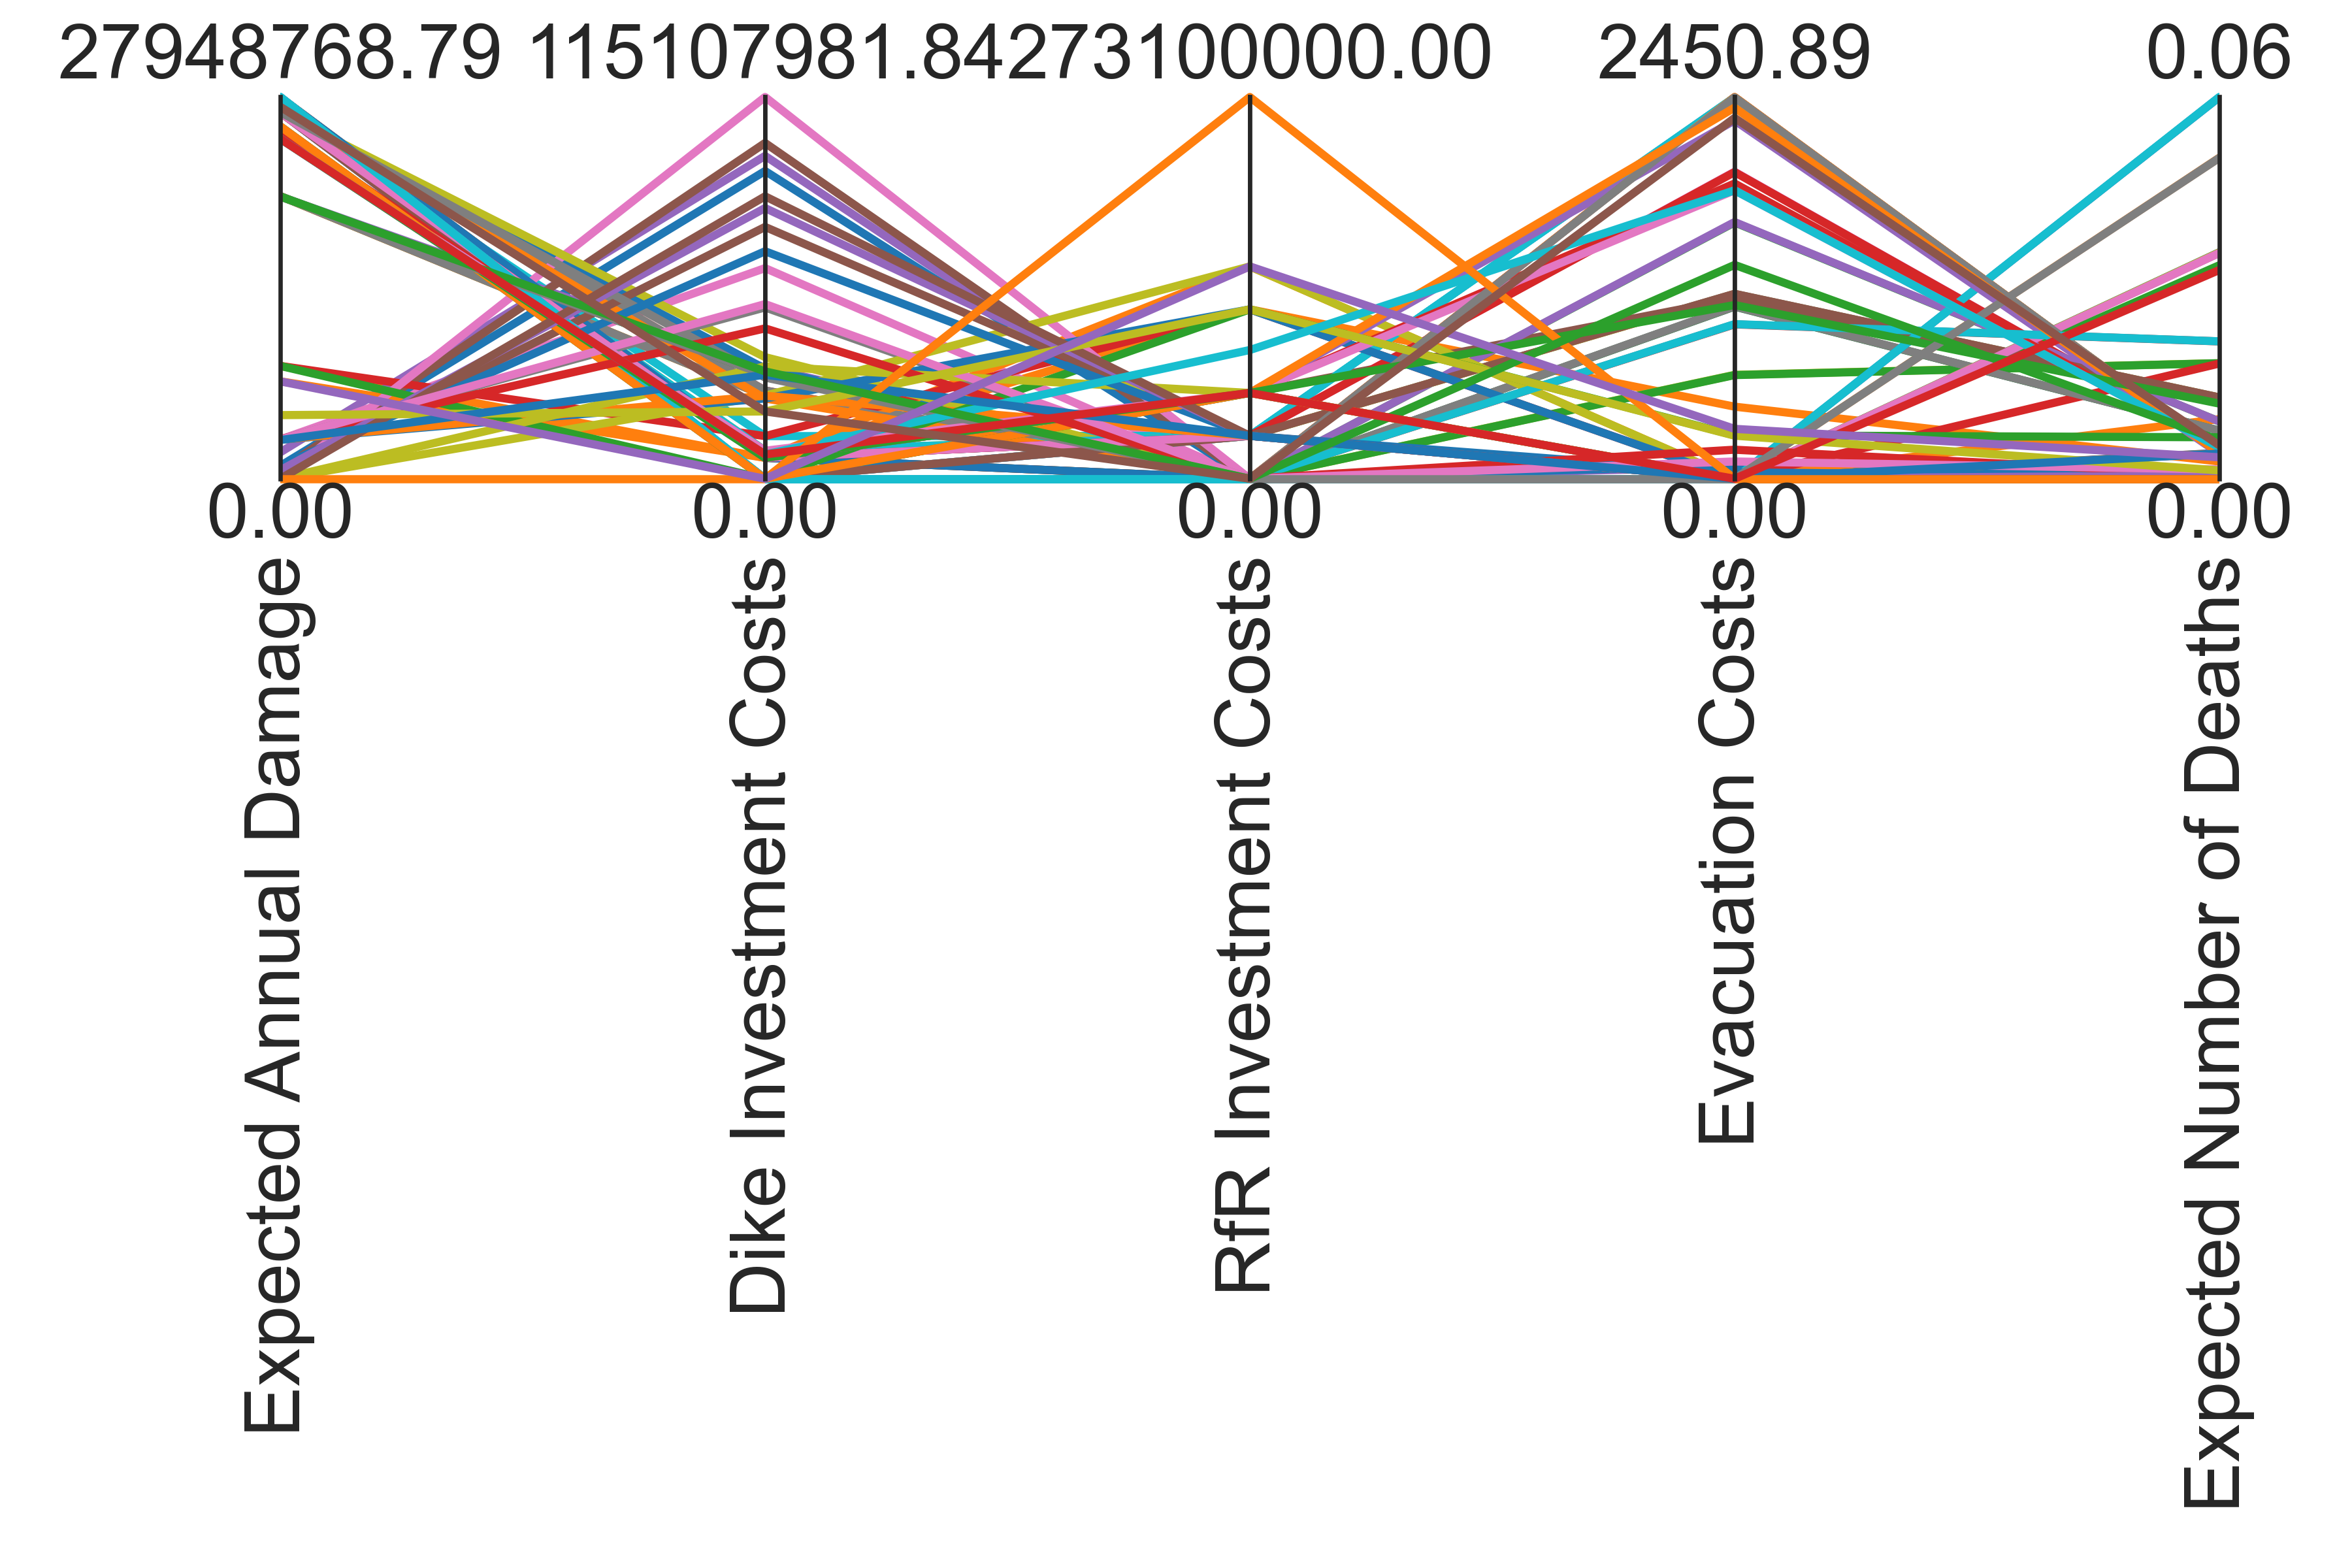 27948768.79 115107981.84273100000.00 2450.89 0.06
0.00 0.00 0.00 0.00 0.00
Expected Annual Damage
Dike Investment Costs
RfR Investment Costs
Evacuation Costs
Expected Number of Deaths